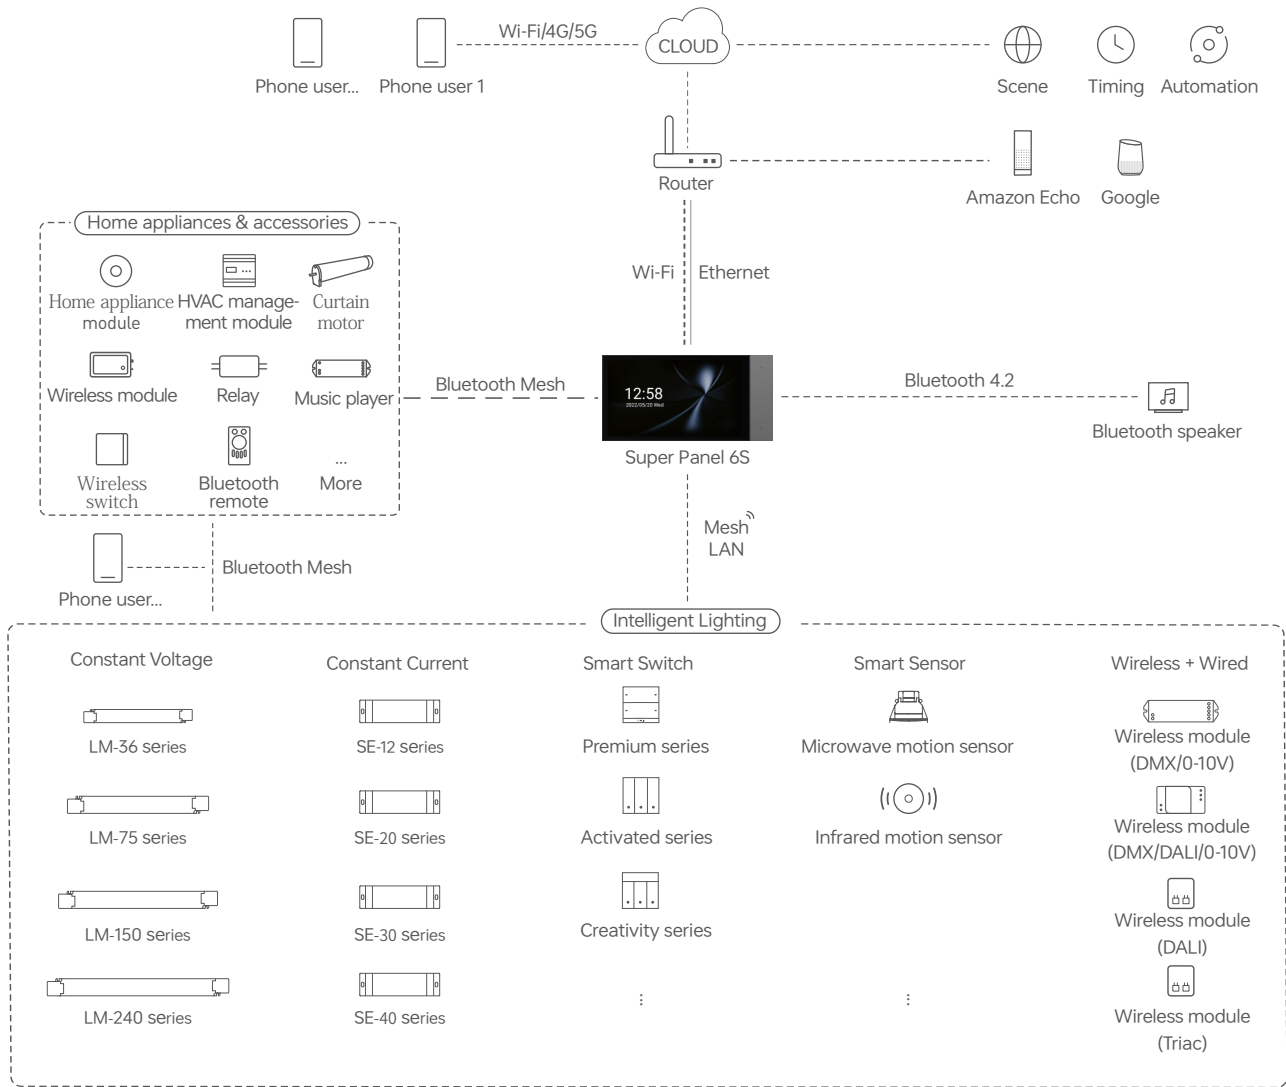 Wi-Fi/4G/5G
CLOUD
Phone user...
Phone user 1
Scene
Timing
Automation
Router
Amazon Echo
Google
Home appliances & accessories
Home appliance
module
HVAC manage-
ment module
Curtain
motor
Wireless module
Relay
Music player
Wireless
switch
Bluetooth
remote
...
More
Wi-Fi
Ethernet
Bluetooth Mesh
12:58
2022/05/20 Wed
Super Panel 6S
Bluetooth 4.2
Bluetooth speaker
Mesh
LAN
Phone user...
Bluetooth Mesh
Intelligent Lighting
Constant Voltage
LM-36 series
LM-75 series
LM-150 series
LM-240 series
Constant Current
SE-12 series
SE-20 series
SE-30 series
SE-40 series
Smart Switch
Premium series
Activated series
Creativity series
⋮
Smart Sensor
Microwave motion sensor
Infrared motion sensor
⋮
Wireless + Wired
Wireless module
(DMX/0-10V)
Wireless module
(DMX/DALI/0-10V)
Wireless module
(DALI)
Wireless module
(Triac)